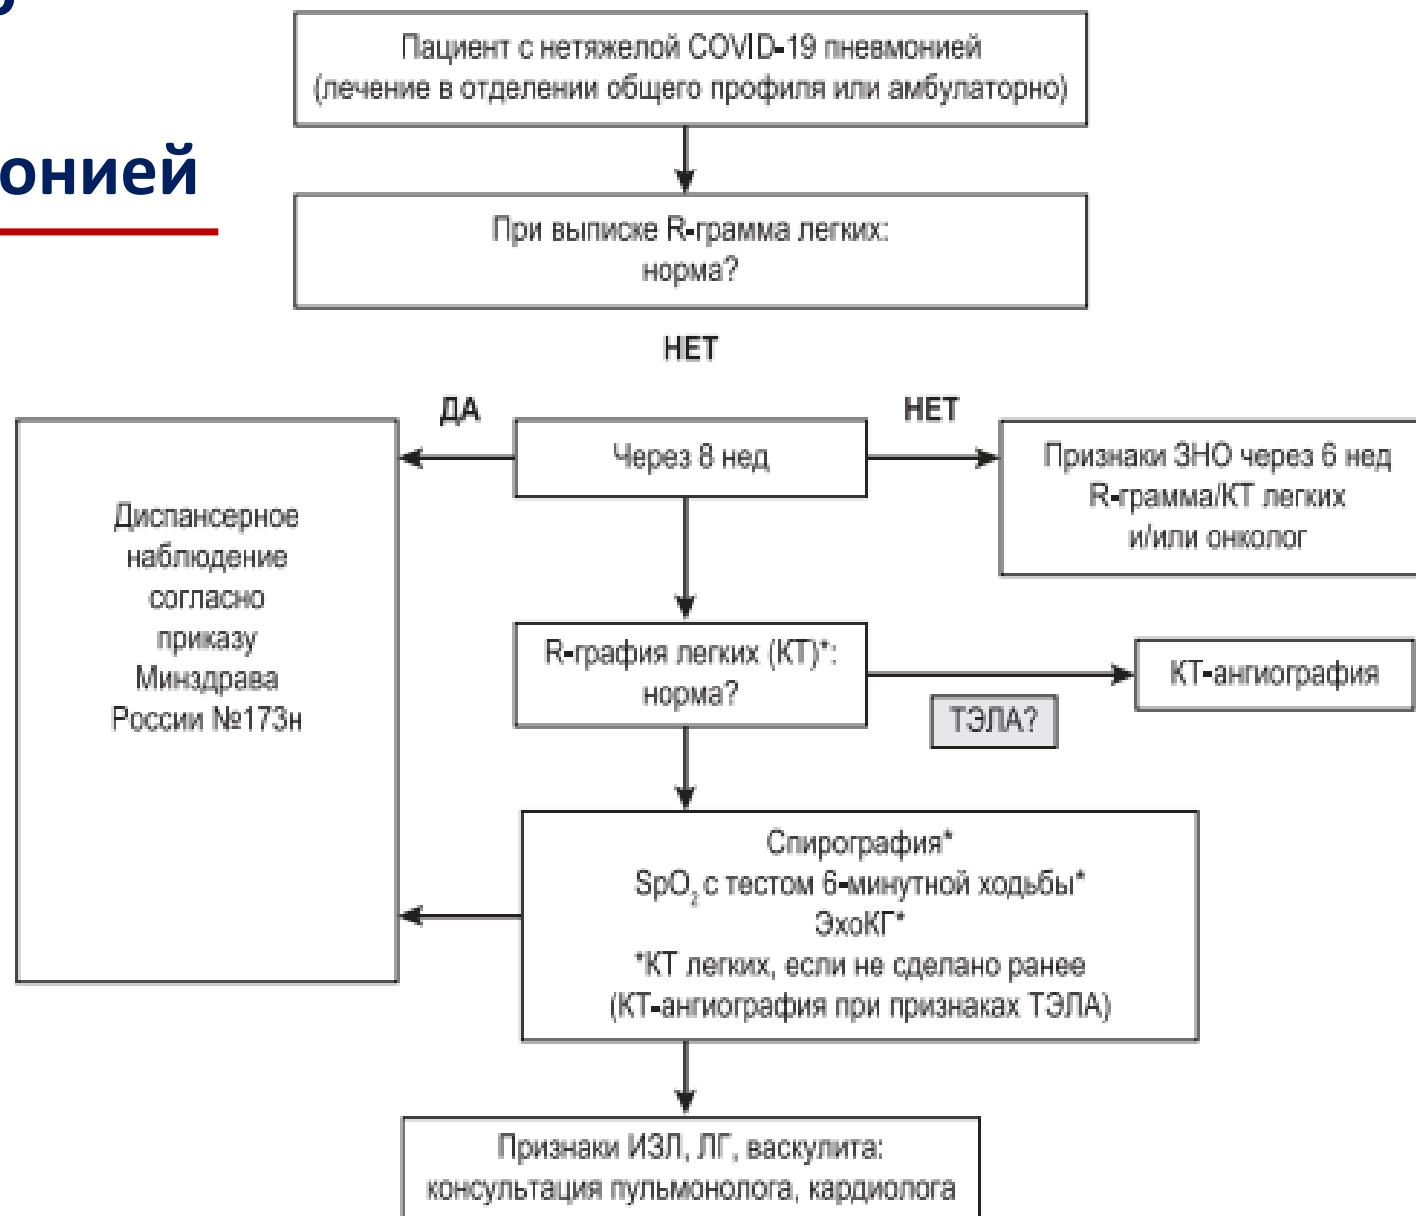 онией
Пациент с нетяжелой COVID-19 пневмонией
(лечение в отделении общего профиля или амбулаторно)
При выписке R-грамма легких:
норма?
НЕТ
ДА
НЕТ
Через 8 нед
Признаки ЗНО через 6 нед
R-грамма/КТ легких
и/или онколог
Диспансерное
наблюдение
согласно
приказу
Минздрава
России №173н
R-графия легких (КТ)*:
норма?
ТЭЛА?
КТ-ангиография
Спирография*
SpO₂ с тестом 6-минутной ходьбы*
ЭхоКГ*
*КТ легких, если не сделано ранее
(КТ-ангиография при признаках ТЭЛА)
Признаки ИЗЛ, ЛГ, васкулита:
консультация пульмонолога, кардиолога